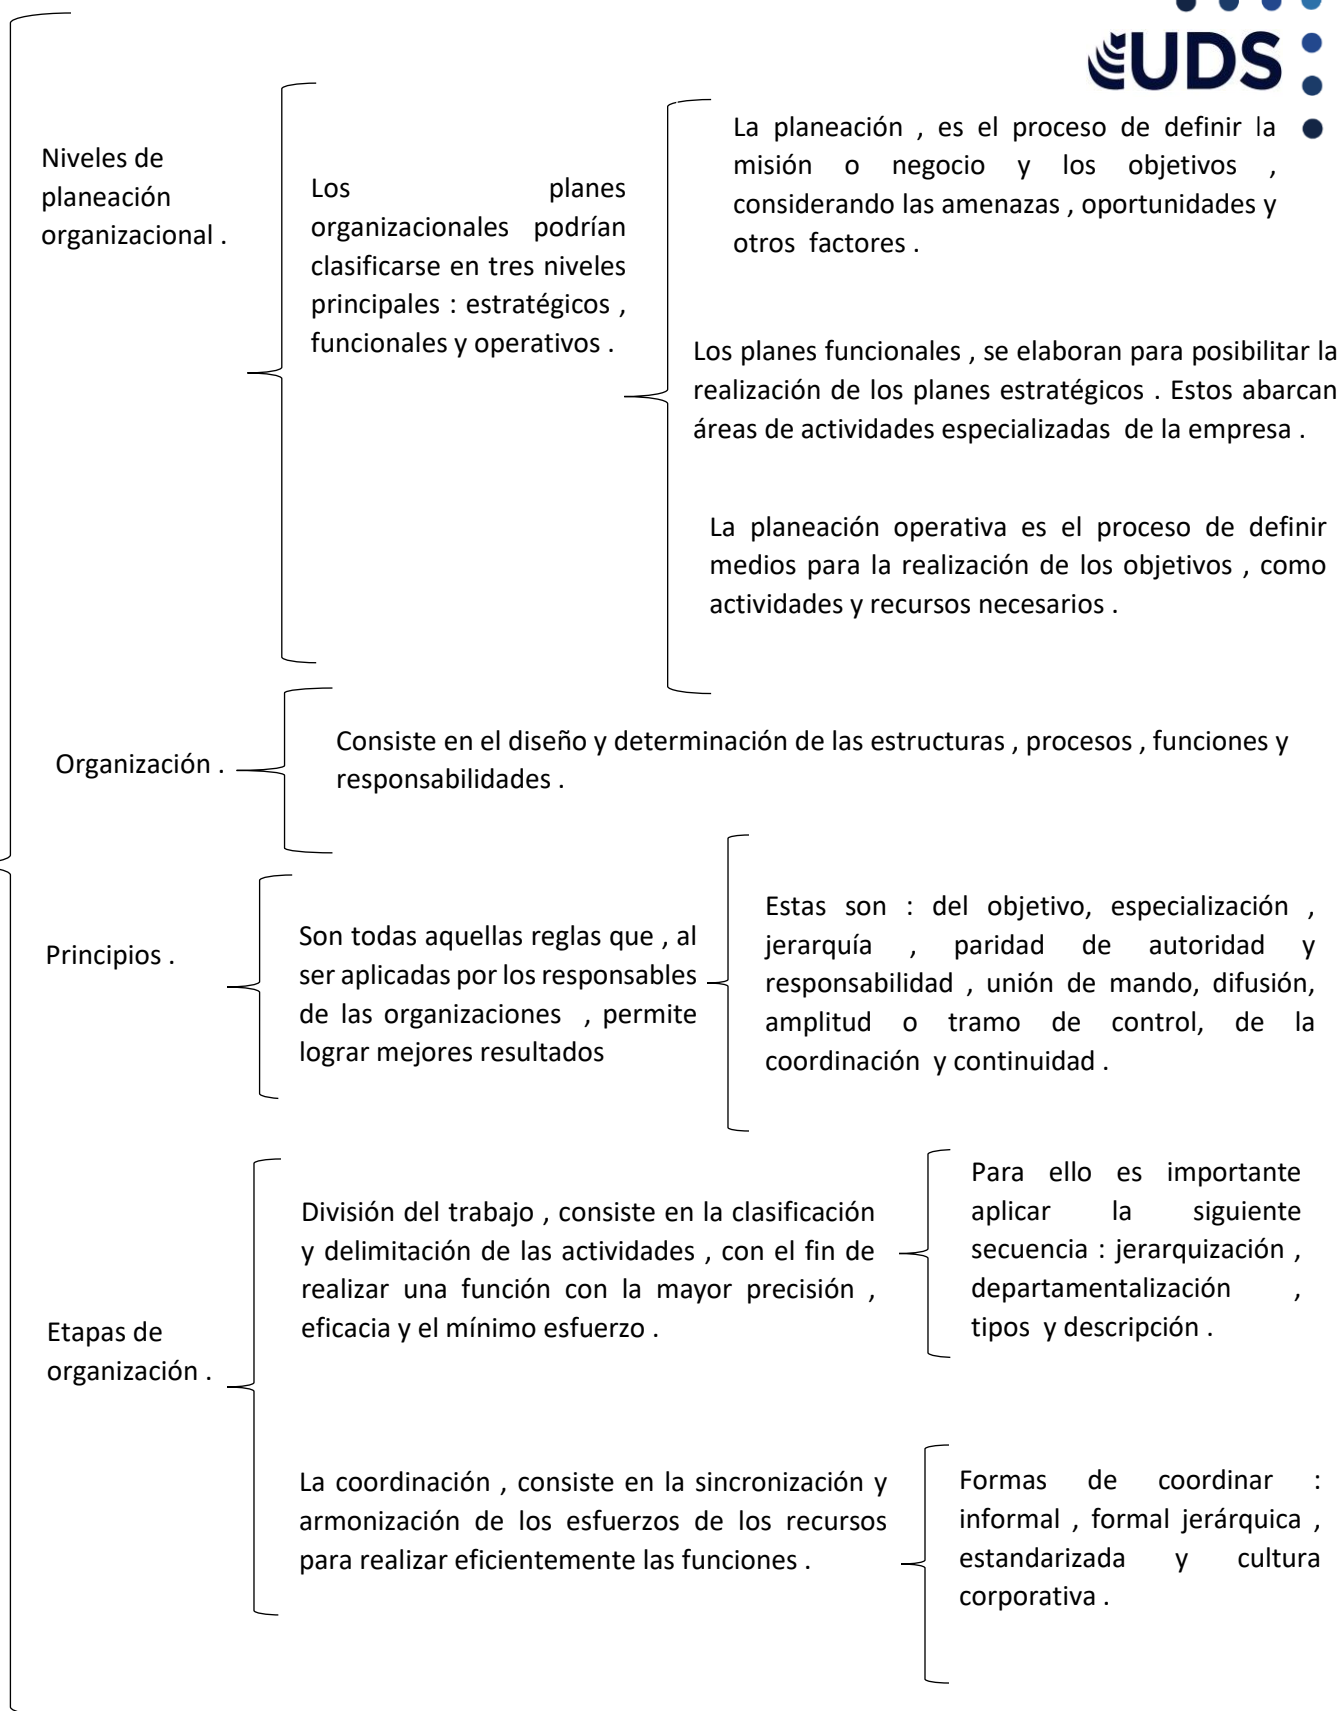 UDS
Niveles de
planeación
organizacional .
Los planes
organizacionales podrían
clasificarse en tres niveles
principales : estratégicos ,
funcionales y operativos .
La planeación , es el proceso de definir la
misión o negocio y los objetivos ,
considerando las amenazas , oportunidades y
otros factores .
Los planes funcionales , se elaboran para posibilitar la
realización de los planes estratégicos . Estos abarcan
áreas de actividades especializadas de la empresa .
La planeación operativa es el proceso de definir
medios para la realización de los objetivos , como
actividades y recursos necesarios .
Organización .
Consiste en el diseño y determinación de las estructuras , procesos , funciones y
responsabilidades .
Principios .
Son todas aquellas reglas que , al
ser aplicadas por los responsables
de las organizaciones , permite
lograr mejores resultados
Estas son : del objetivo, especialización ,
jerarquía , paridad de autoridad y
responsabilidad , unión de mando, difusión,
amplitud o tramo de control, de la
coordinación y continuidad .
Etapas de
organización .
División del trabajo , consiste en la clasificación
y delimitación de las actividades , con el fin de
realizar una función con la mayor precisión ,
eficacia y el mínimo esfuerzo .
Para ello es importante
aplicar la siguiente
secuencia : jerarquización ,
departamentalización ,
tipos y descripción .
La coordinación , consiste en la sincronización y
armonización de los esfuerzos de los recursos
para realizar eficientemente las funciones .
Formas de coordinar :
informal , formal jerárquica ,
estandarizada y cultura
corporativa .